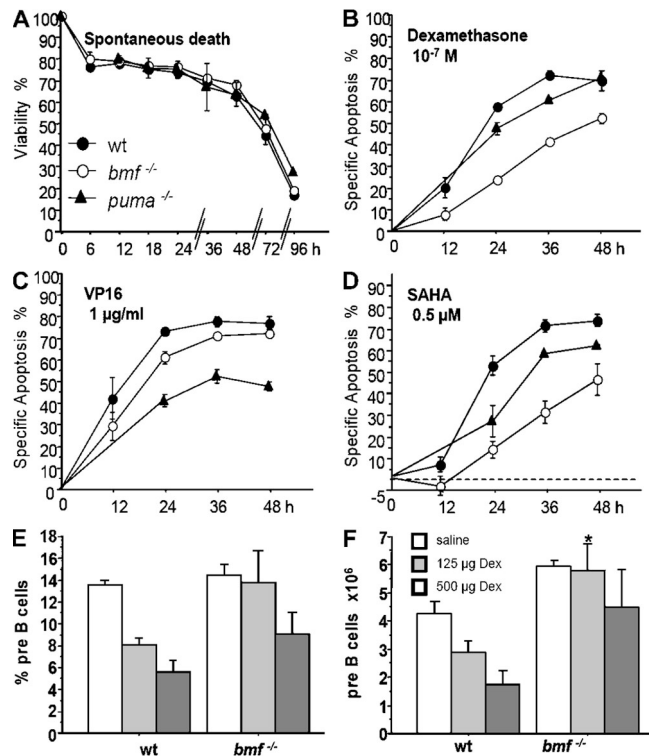 A
Spontaneous death
Viability %
100
90
80
70
60
50
40
30
20
10
0
wt
bmf -/-
puma -/-
0 6 12 18 24 36 48 72 96 h
B
Dexamethasone
10-7 M
Specific Apoptosis %
100
90
80
70
60
50
40
30
20
10
0 12 24 36 48 h
C
VP16
1 µg/ml
Specific Apoptosis %
100
90
80
70
60
50
40
30
20
10
0
0 12 24 36 48 h
D
SAHA
0.5 µM
Specific Apoptosis %
100
90
80
70
60
50
40
30
20
10
-5
0 12 24 36 48 h
E
% pre B cells
18
16
14
12
10
8
6
4
2
0
wt bmf -/-
F
saline
125 µg Dex
500 µg Dex
*
pre B cells x106
9
8
7
6
5
4
3
2
1
0
wt bmf -/-